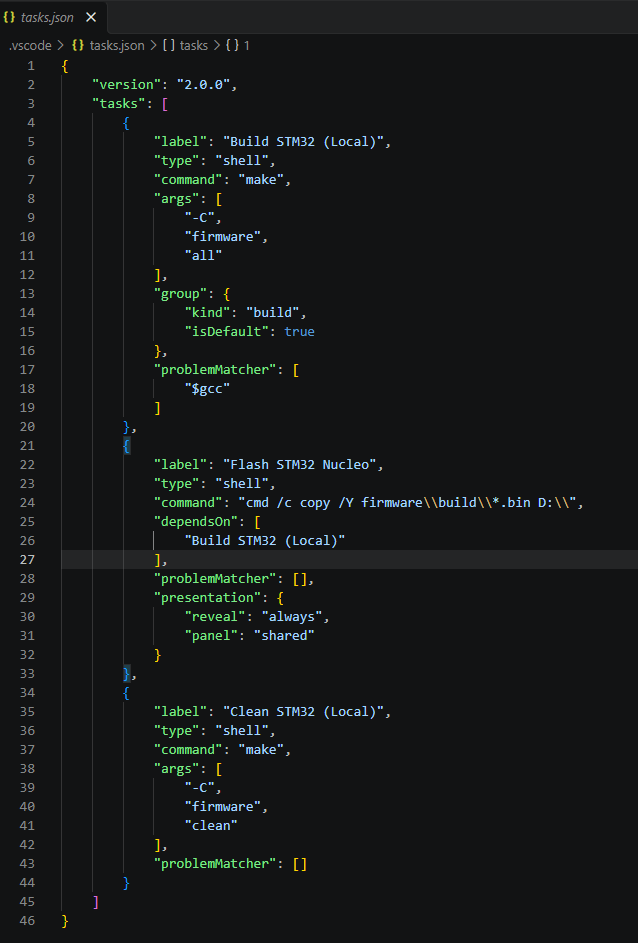 {} tasks.json ×
.vscode > {} tasks.json > [ ] tasks > { } 1
1 {
2     "version": "2.0.0",
3     "tasks": [
4         {
5             "label": "Build STM32 (Local)",
6             "type": "shell",
7             "command": "make",
8             "args": [
9                 "-C",
10                 "firmware",
11                 "all"
12             ],
13             "group": {
14                 "kind": "build",
15                 "isDefault": true
16             },
17             "problemMatcher": [
18                 "$gcc"
19             ]
20         },
21         {
22             "label": "Flash STM32 Nucleo",
23             "type": "shell",
24             "command": "cmd /c copy /Y firmware\\build\\*.bin D:\\",
25             "dependsOn": [
26                 "Build STM32 (Local)"
27             ],
28             "problemMatcher": [],
29             "presentation": {
30                 "reveal": "always",
31                 "panel": "shared"
32             }
33         },
34         {
35             "label": "Clean STM32 (Local)",
36             "type": "shell",
37             "command": "make",
38             "args": [
39                 "-C",
40                 "firmware",
41                 "clean"
42             ],
43             "problemMatcher": []
44         }
45     ]
46 }